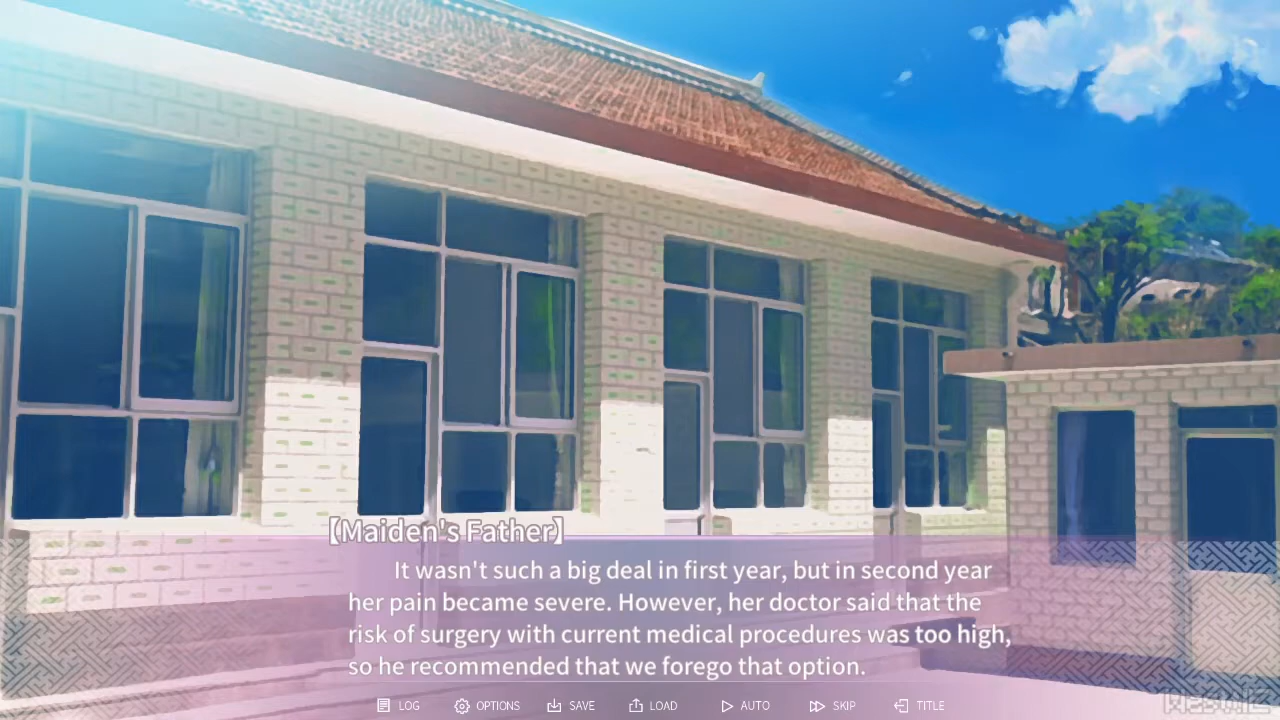 【Maiden's Father】
It wasn't such a big deal in first year, but in second year
her pain became severe. However, her doctor said that the
risk of surgery with current medical procedures was too high,
so he recommended that we forego that option.
LOG OPTIONS SAVE LOAD AUTO SKIP TITLE